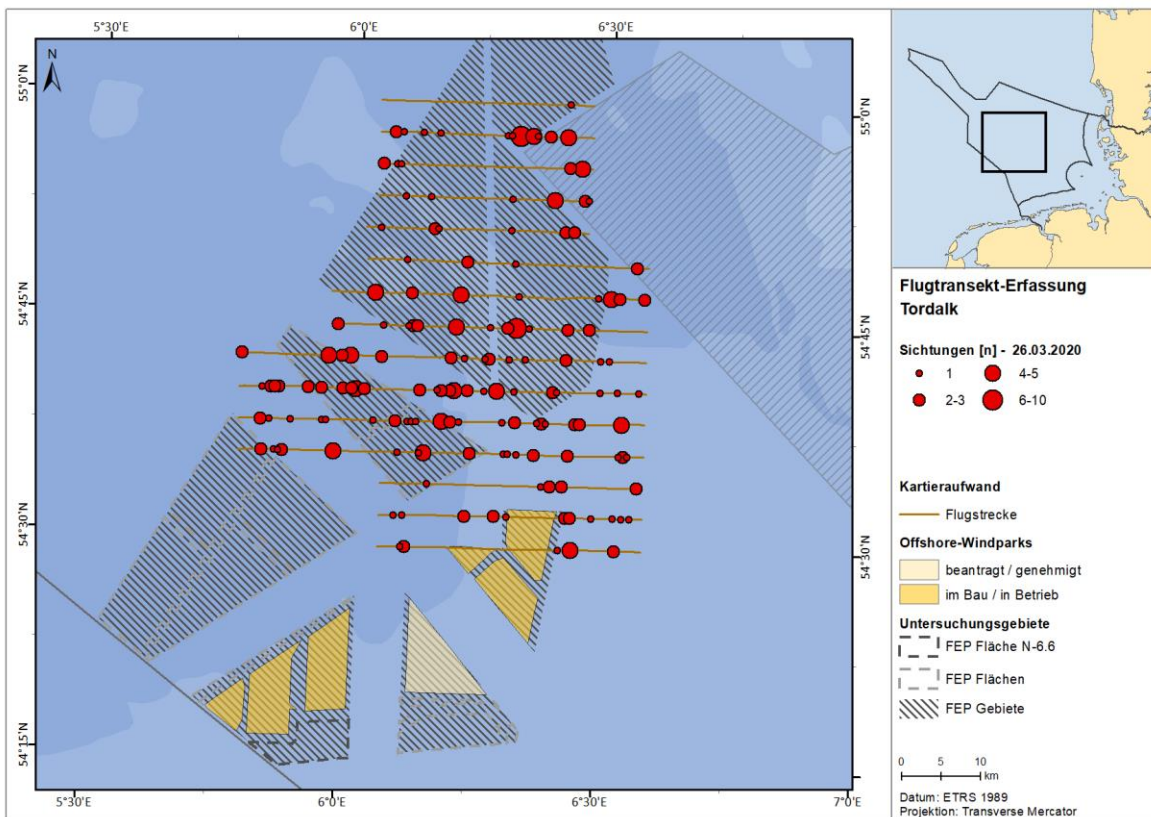 5°30'E
6°0'E
6°30'E
N
55°0'N
55°0'N
54°45'N
54°45'N
54°30'N
54°30'N
54°15'N
5°30'E
6°0'E
6°30'E
7°0'E
Flugtransekt-Erfassung
Tordalk
Sichtungen [n] - 26.03.2020
1
4-5
2-3
6-10
Kartieraufwand
Flugstrecke
Offshore-Windparks
beantragt / genehmigt
im Bau / in Betrieb
Untersuchungsgebiete
FEP Fläche N-6.6
FEP Flächen
FEP Gebiete
0 5 10
km
Datum: ETRS 1989
Projektion: Transverse Mercator